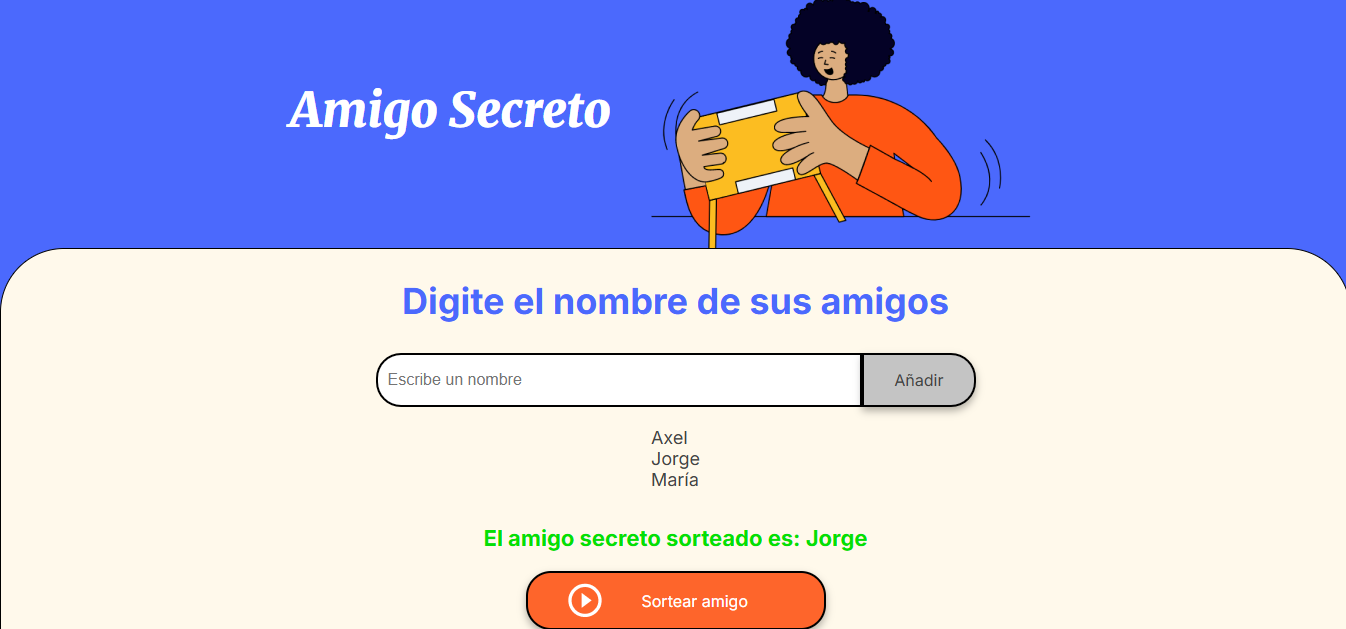 Amigo Secreto
Digite el nombre de sus amigos
Escribe un nombre
Añadir
Axel
Jorge
María
El amigo secreto sorteado es: Jorge
Sortear amigo